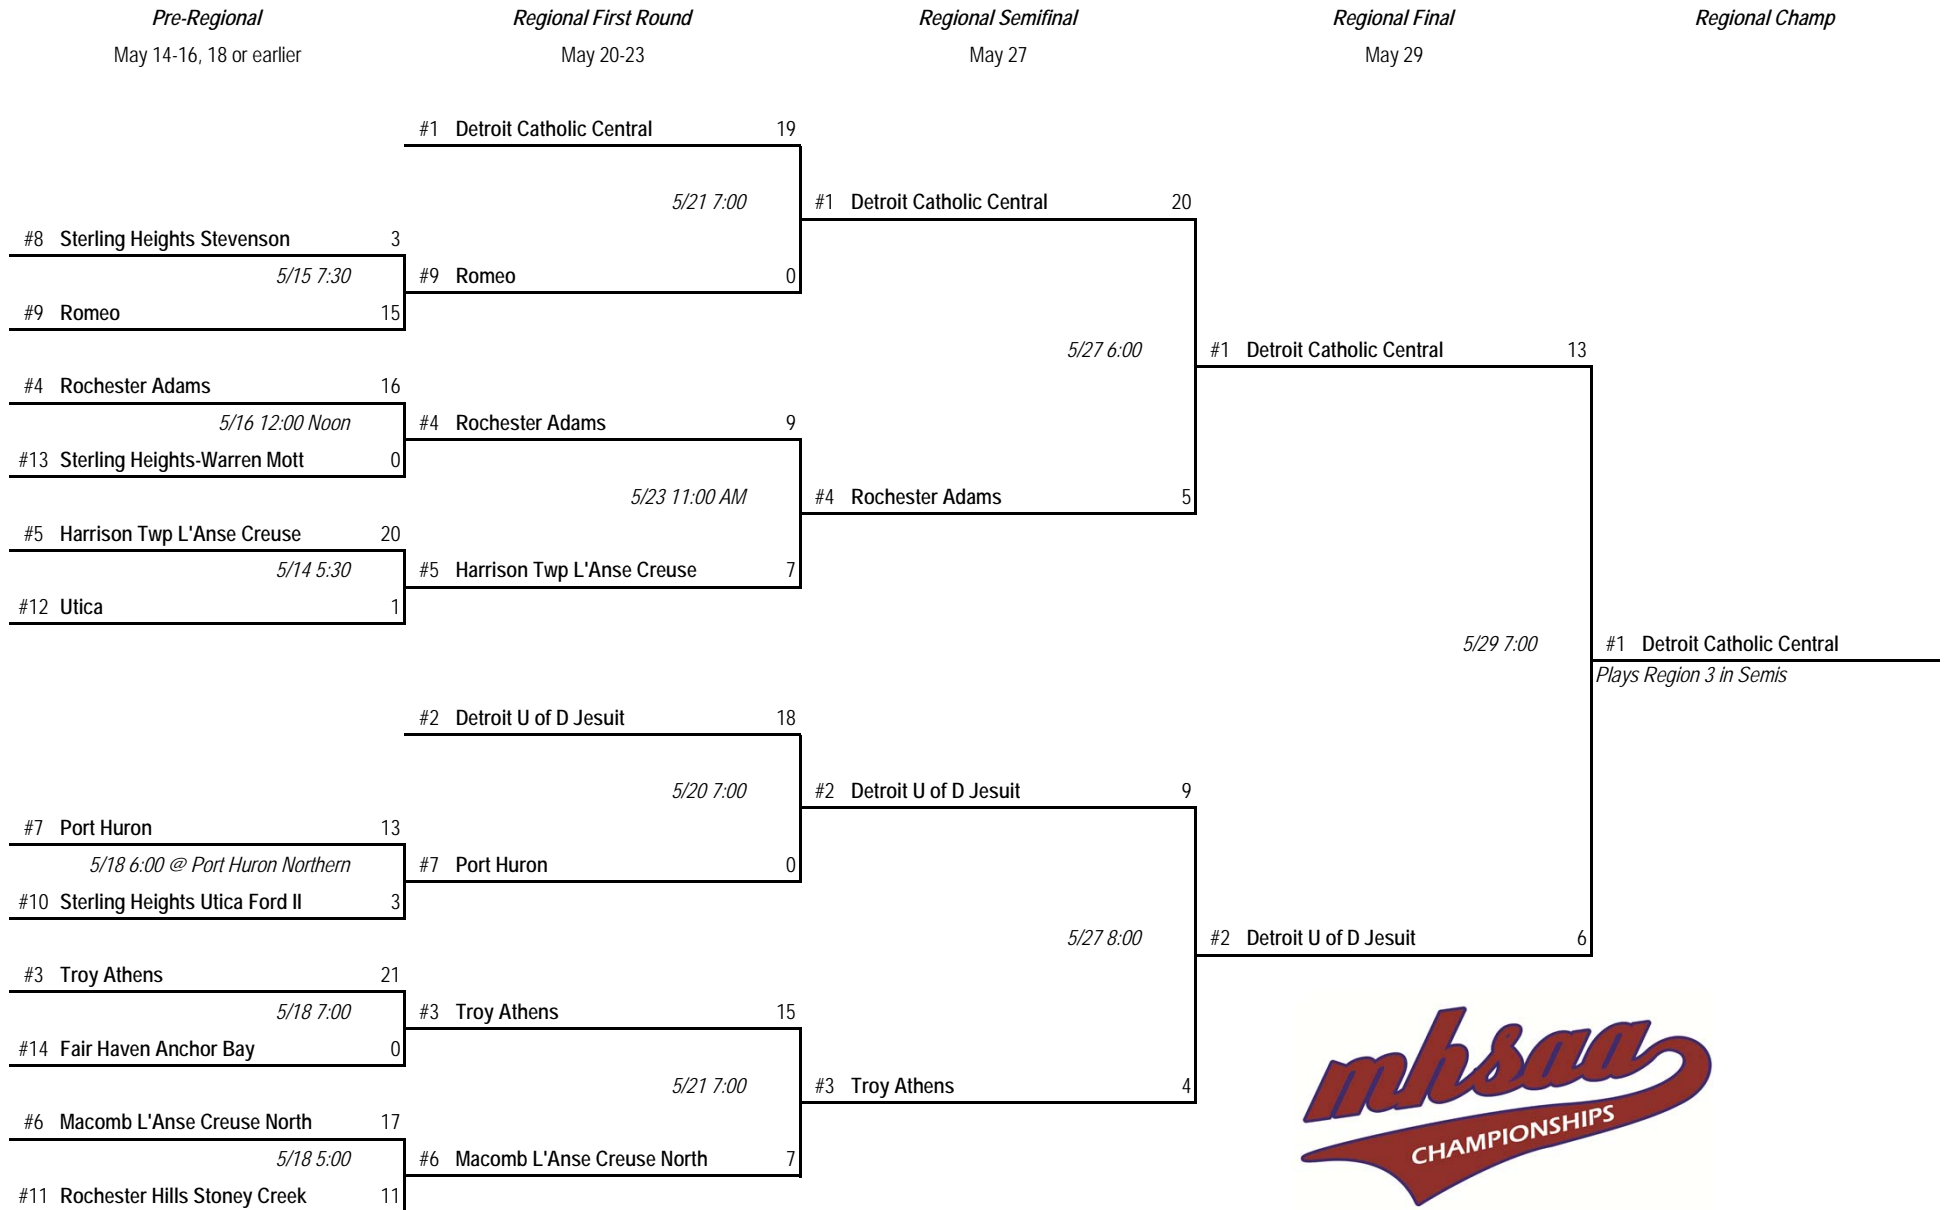 Pre-Regional Regional First Round Regional Semifinal Regional Final Regional Champ
May 14-16, 18 or earlier May 20-23 May 27 May 29
#1 Detroit Catholic Central 19
5/21 7:00 #1 Detroit Catholic Central 20
#8 Sterling Heights Stevenson 3
5/15 7:30 #9 Romeo 0
#9 Romeo 15
5/27 6:00 #1 Detroit Catholic Central 13
#4 Rochester Adams 16
5/16 12:00 Noon #4 Rochester Adams 9
#13 Sterling Heights-Warren Mott 0
5/23 11:00 AM #4 Rochester Adams 5
#5 Harrison Twp L'Anse Creuse 20
5/14 5:30 #5 Harrison Twp L'Anse Creuse 7
#12 Utica 1
5/29 7:00 #1 Detroit Catholic Central
Plays Region 3 in Semis
#2 Detroit U of D Jesuit 18
5/20 7:00 #2 Detroit U of D Jesuit 9
#7 Port Huron 13
5/18 6:00 @ Port Huron Northern #7 Port Huron 0
#10 Sterling Heights Utica Ford II 3
5/27 8:00 #2 Detroit U of D Jesuit 6
#3 Troy Athens 21
5/18 7:00 #3 Troy Athens 15
#14 Fair Haven Anchor Bay 0
5/21 7:00 #3 Troy Athens 4
#6 Macomb L'Anse Creuse North 17
5/18 5:00 #6 Macomb L'Anse Creuse North 7
#11 Rochester Hills Stoney Creek 11
mhsaa
CHAMPIONSHIPS